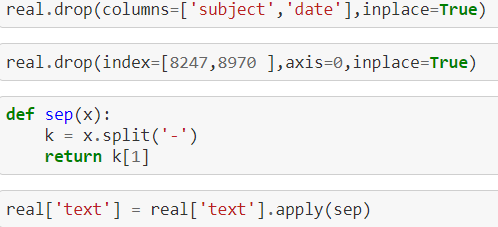 real.drop(columns=['subject','date'],inplace=True)
real.drop(index=[8247,8970 ],axis=0,inplace=True)
def sep(x):
    k = x.split('-')
    return k[1]
real['text'] = real['text'].apply(sep)